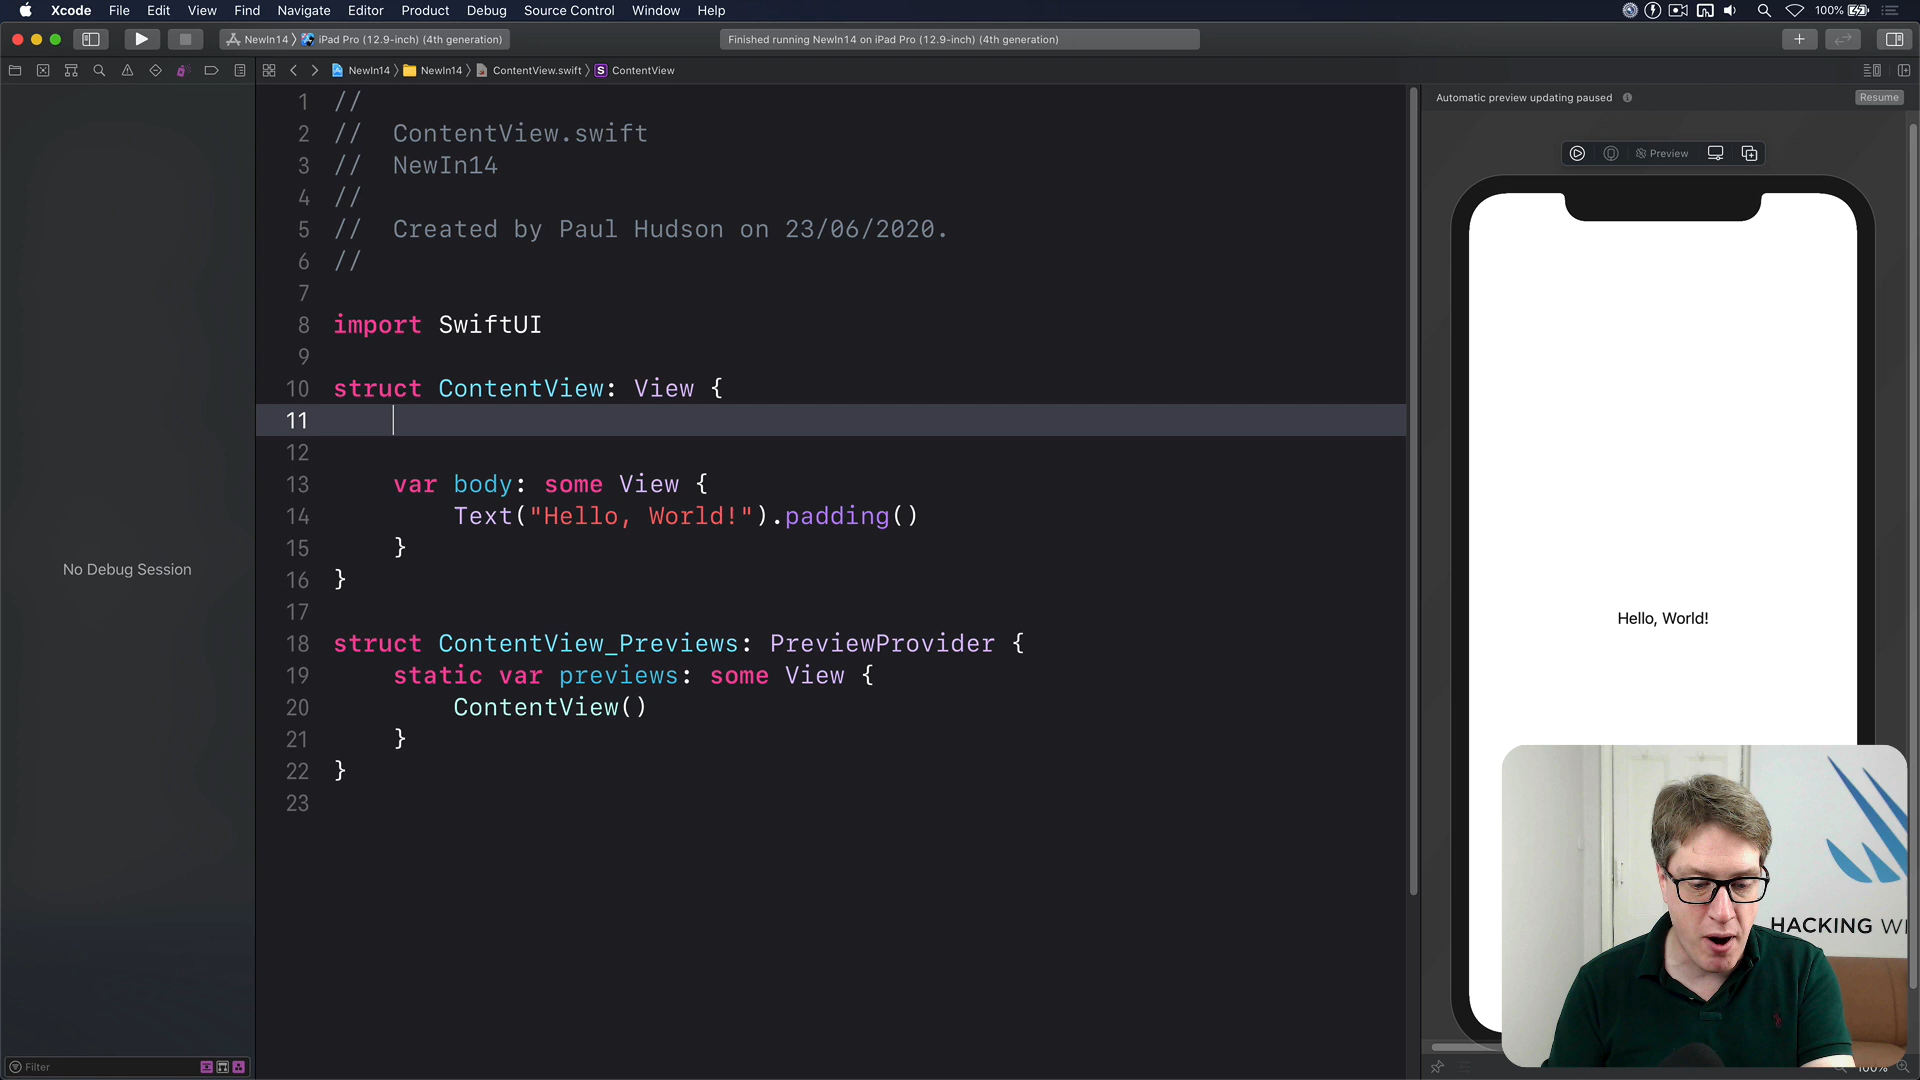 Xcode File Edit View Find Navigate Editor Product Debug Source Control Window Help 100%
NewIn14 iPad Pro (12.9-inch) (4th generation) Finished running NewIn14 on iPad Pro (12.9-inch) (4th generation)
NewIn14 NewIn14 ContentView.swift S ContentView
Automatic preview updating paused Resume
Preview
1 //
2 // ContentView.swift
3 // NewIn14
4 //
5 // Created by Paul Hudson on 23/06/2020.
6 //
7
8 import SwiftUI
9
10 struct ContentView: View {
11
12
13 var body: some View {
14 Text("Hello, World!").padding()
15 }
16 }
17
18 struct ContentView_Previews: PreviewProvider {
19 static var previews: some View {
20 ContentView()
21 }
22 }
23
No Debug Session
Hello, World!
HACKING WI
Filter
100%